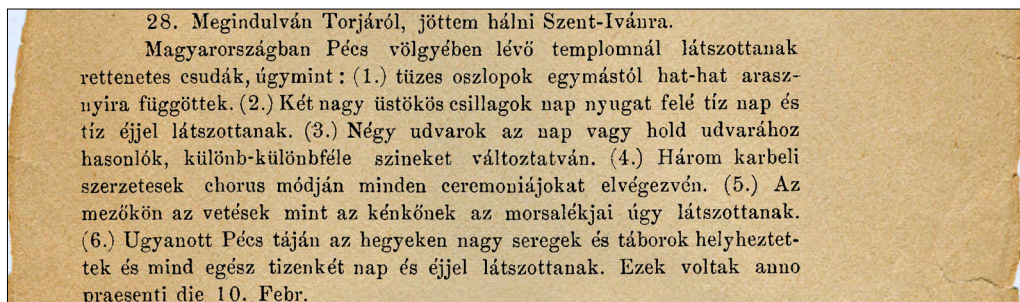 28. Megindulván Torjáról, jöttem hálni Szent-Ivánra.
Magyarországban Pécs völgyében lévő templomnál látszottanak
rettenetes csudák, úgymint : (1.) tüzes oszlopok egymástól hat-hat arasz-
nyira függöttek. (2.) Két nagy üstökös csillagok nap nyugat felé tíz nap és
tíz éjjel látszottanak. (3.) Négy udvarok az nap vagy hold udvarához
hasonlók, különb-különbféle szineket változtatván. (4.) Három karbeli
szerzetesek chorus módján minden ceremoniájokat elvégezvén. (5.) Az
mezőkön az vetések mint az kénkőnek az morsalékjai úgy látszottanak.
(6.) Ugyanott Pécs táján az hegyeken nagy seregek és táborok helyheztet-
tek és mind egész tizenkét nap és éjjel látszottanak. Ezek voltak anno
praesenti die 10. Febr.